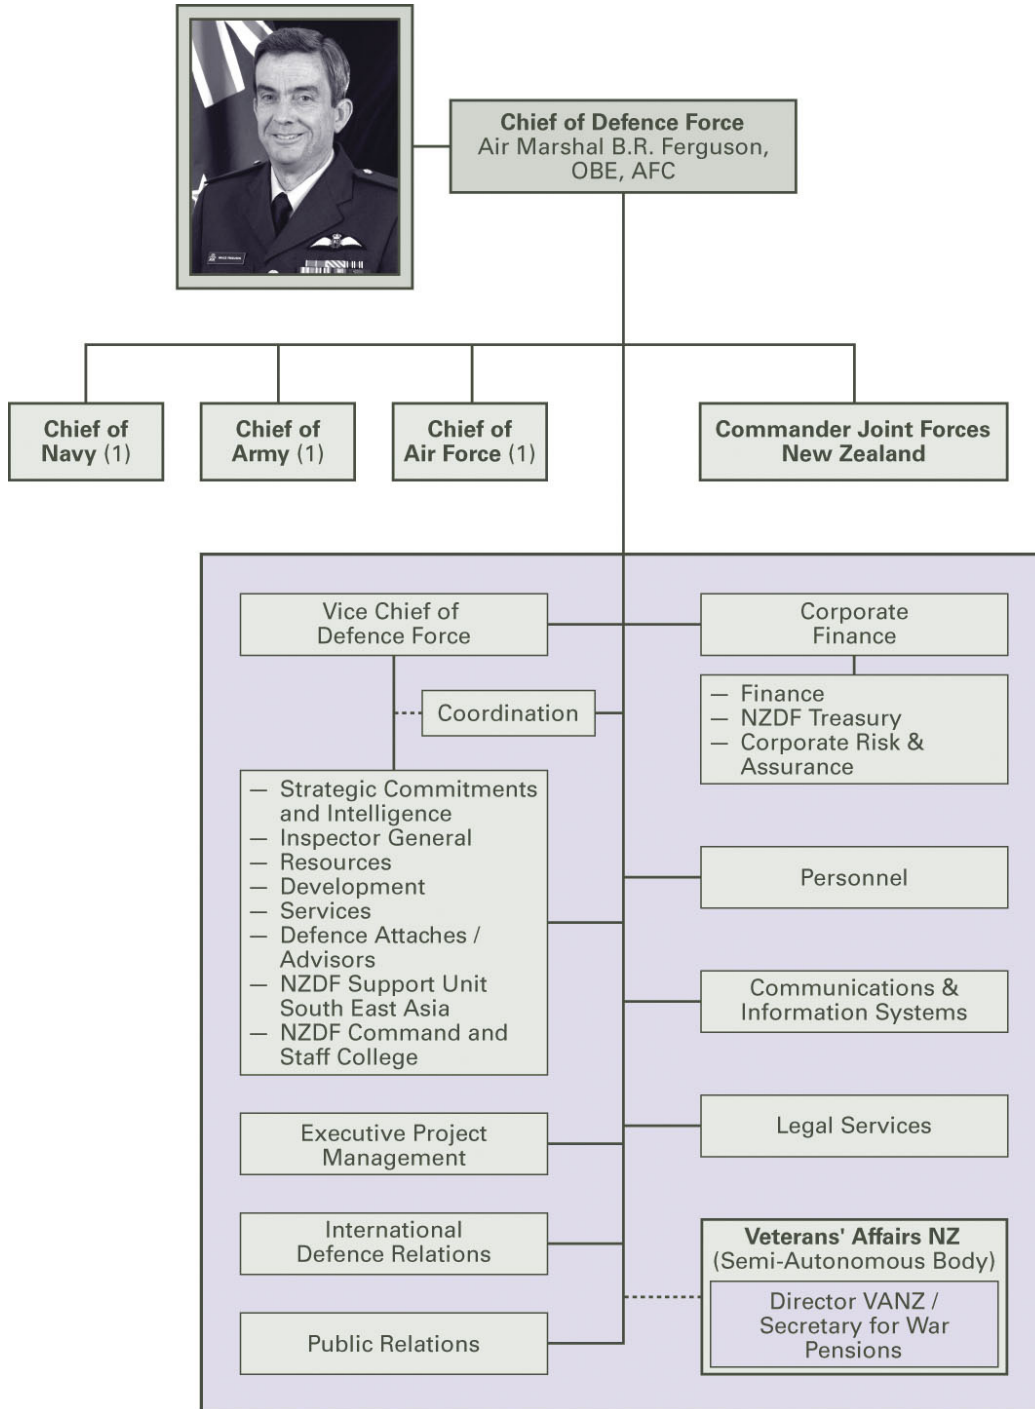 Chief of Defence Force
Air Marshal B.R. Ferguson,
OBE, AFC
Chief of
Navy (1)
Chief of
Army (1)
Chief of
Air Force (1)
Commander Joint Forces
New Zealand
Vice Chief of
Defence Force
Corporate
Finance
Coordination
— Finance
— NZDF Treasury
— Corporate Risk &
Assurance
— Strategic Commitments
and Intelligence
— Inspector General
— Resources
— Development
— Services
— Defence Attaches /
Advisors
— NZDF Support Unit
South East Asia
— NZDF Command and
Staff College
Personnel
Communications &
Information Systems
Executive Project
Management
Legal Services
International
Defence Relations
Veterans' Affairs NZ
(Semi-Autonomous Body)
Director VANZ /
Secretary for War
Pensions
Public Relations